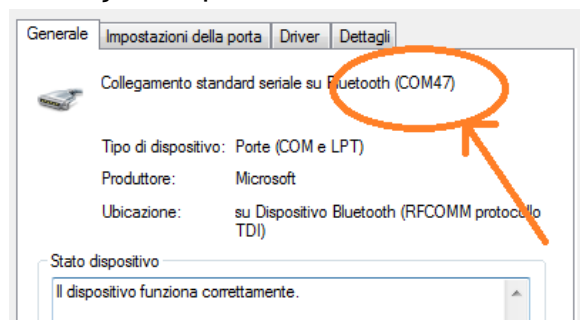 Generale Impostazioni della porta Driver Dettagli
Collegamento standard seriale su Bluetooth (COM47)
Tipo di dispositivo: Porte (COM e LPT)
Produttore: Microsoft
Ubicazione: su Dispositivo Bluetooth (RFCOMM protocollo
TDI)
Stato dispositivo
Il dispositivo funziona correttamente.